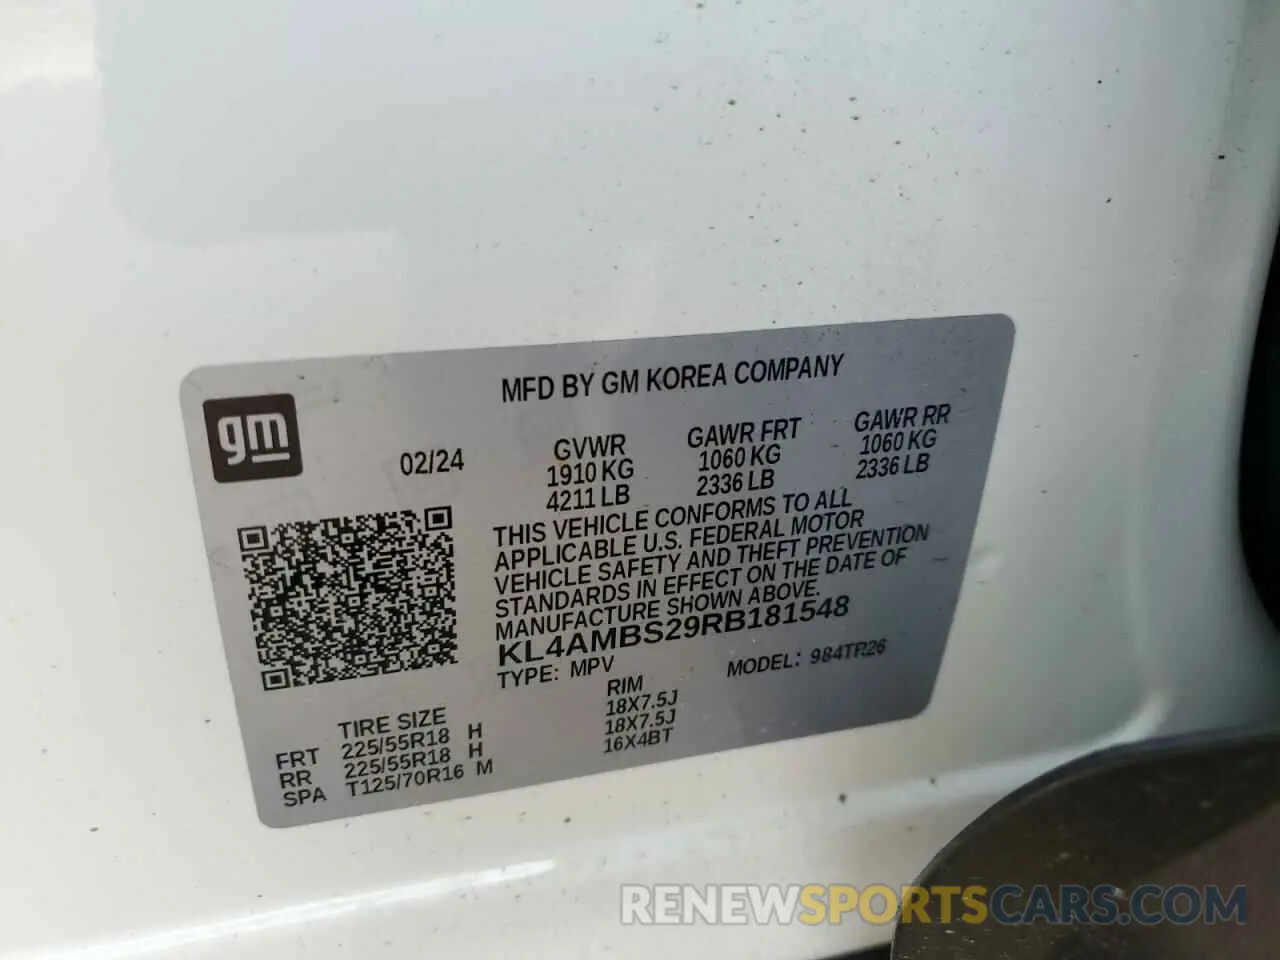 MFD BY GM KOREA COMPANY
gm
02/24
GVWR
1910 KG
4211 LB
GAWR FRT
1060 KG
2336 LB
GAWR RR
1060 KG
2336 LB
THIS VEHICLE CONFORMS TO ALL
APPLICABLE U.S. FEDERAL MOTOR
VEHICLE SAFETY AND THEFT PREVENTION
STANDARDS IN EFFECT ON THE DATE OF
MANUFACTURE SHOWN ABOVE.
KL4AMBS29RB181548
TYPE: MPV
MODEL: 984TR26
TIRE SIZE
RIM
FRT 225/55R18 H 18X7.5J
RR 225/55R18 H 18X7.5J
SPA T125/70R16 M 16X4BT
RENEWSPORTSCARS.COM